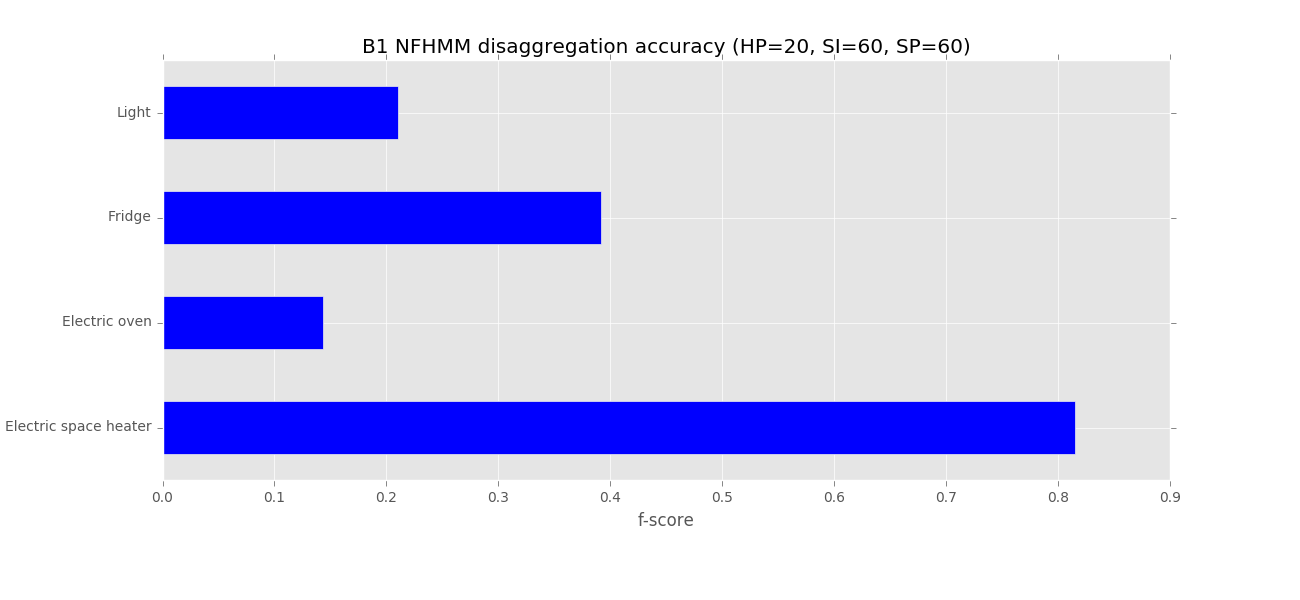 B1 NFHMM disaggregation accuracy (HP=20, SI=60, SP=60)
Light
Fridge
Electric oven
Electric space heater
0.0 0.1 0.2 0.3 0.4 0.5 0.6 0.7 0.8 0.9
f-score